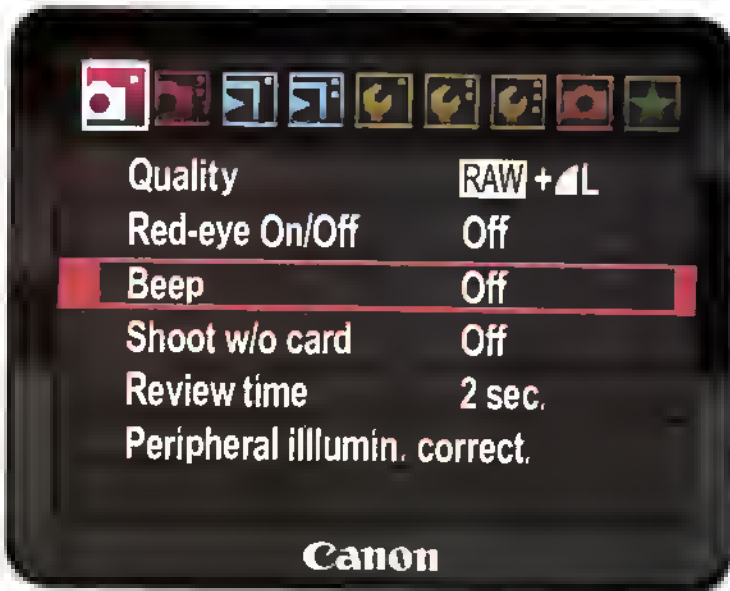 Quality RAW + L
Red-eye On/Off Off
Beep Off
Shoot w/o card Off
Review time 2 sec.
Peripheral illlumin. correct.
Canon